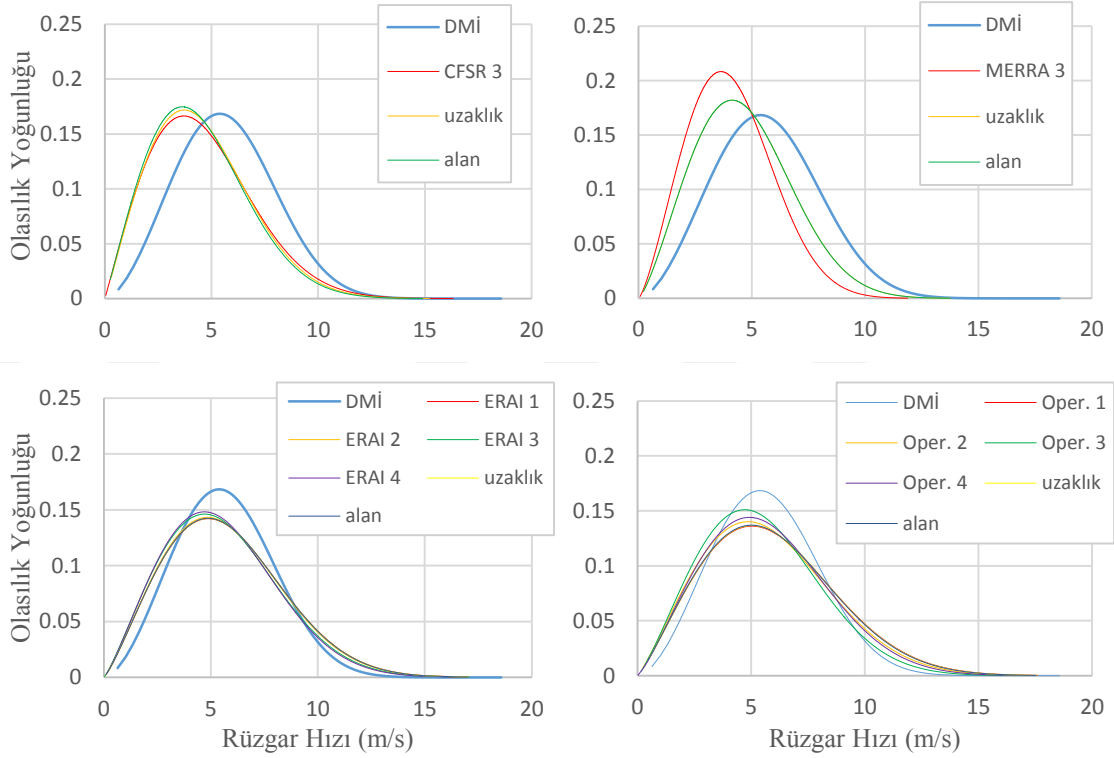 0.25
0.2
0.15
0.1
0.05
0
0 5 10 15 20
Olasılık Yoğunluğu
DMİ
CFSR 3
uzaklık
alan
0.25
0.2
0.15
0.1
0.05
0
0 5 10 15 20
DMİ
MERRA 3
uzaklık
alan
0.25
0.2
0.15
0.1
0.05
0
0 5 10 15 20
Olasılık Yoğunluğu
Rüzgar Hızı (m/s)
DMİ ERAI 1
ERAI 2 ERAI 3
ERAI 4 uzaklık
alan
0.25
0.2
0.15
0.1
0.05
0
0 5 10 15 20
Rüzgar Hızı (m/s)
DMİ Oper. 1
Oper. 2 Oper. 3
Oper. 4 uzaklık
alan